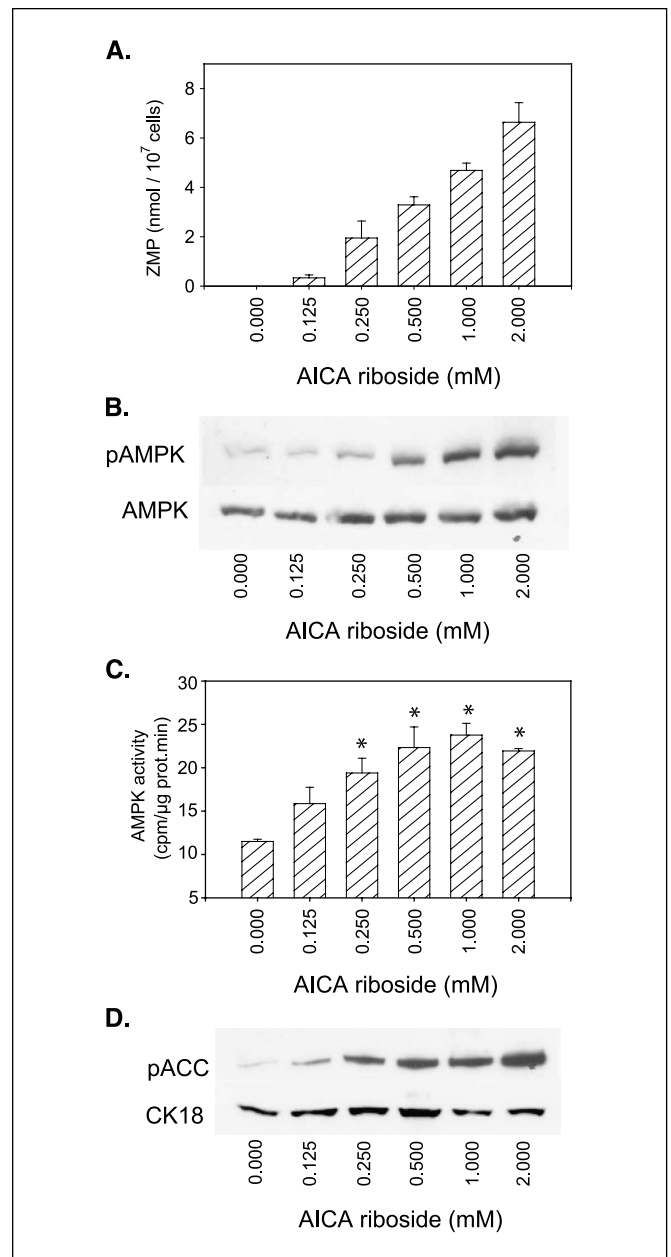 A.
ZMP (nmol / 10⁷ cells)
8
6
4
2
0
0.000 0.125 0.250 0.500 1.000 2.000
AICA riboside (mM)
B.
pAMPK
AMPK
0.000 0.125 0.250 0.500 1.000 2.000
AICA riboside (mM)
C.
AMPK activity
(cpm/µg prot.min)
30
25
20
15
10
5
* * * *
0.000 0.125 0.250 0.500 1.000 2.000
AICA riboside (mM)
D.
pACC
CK18
0.000 0.125 0.250 0.500 1.000 2.000
AICA riboside (mM)